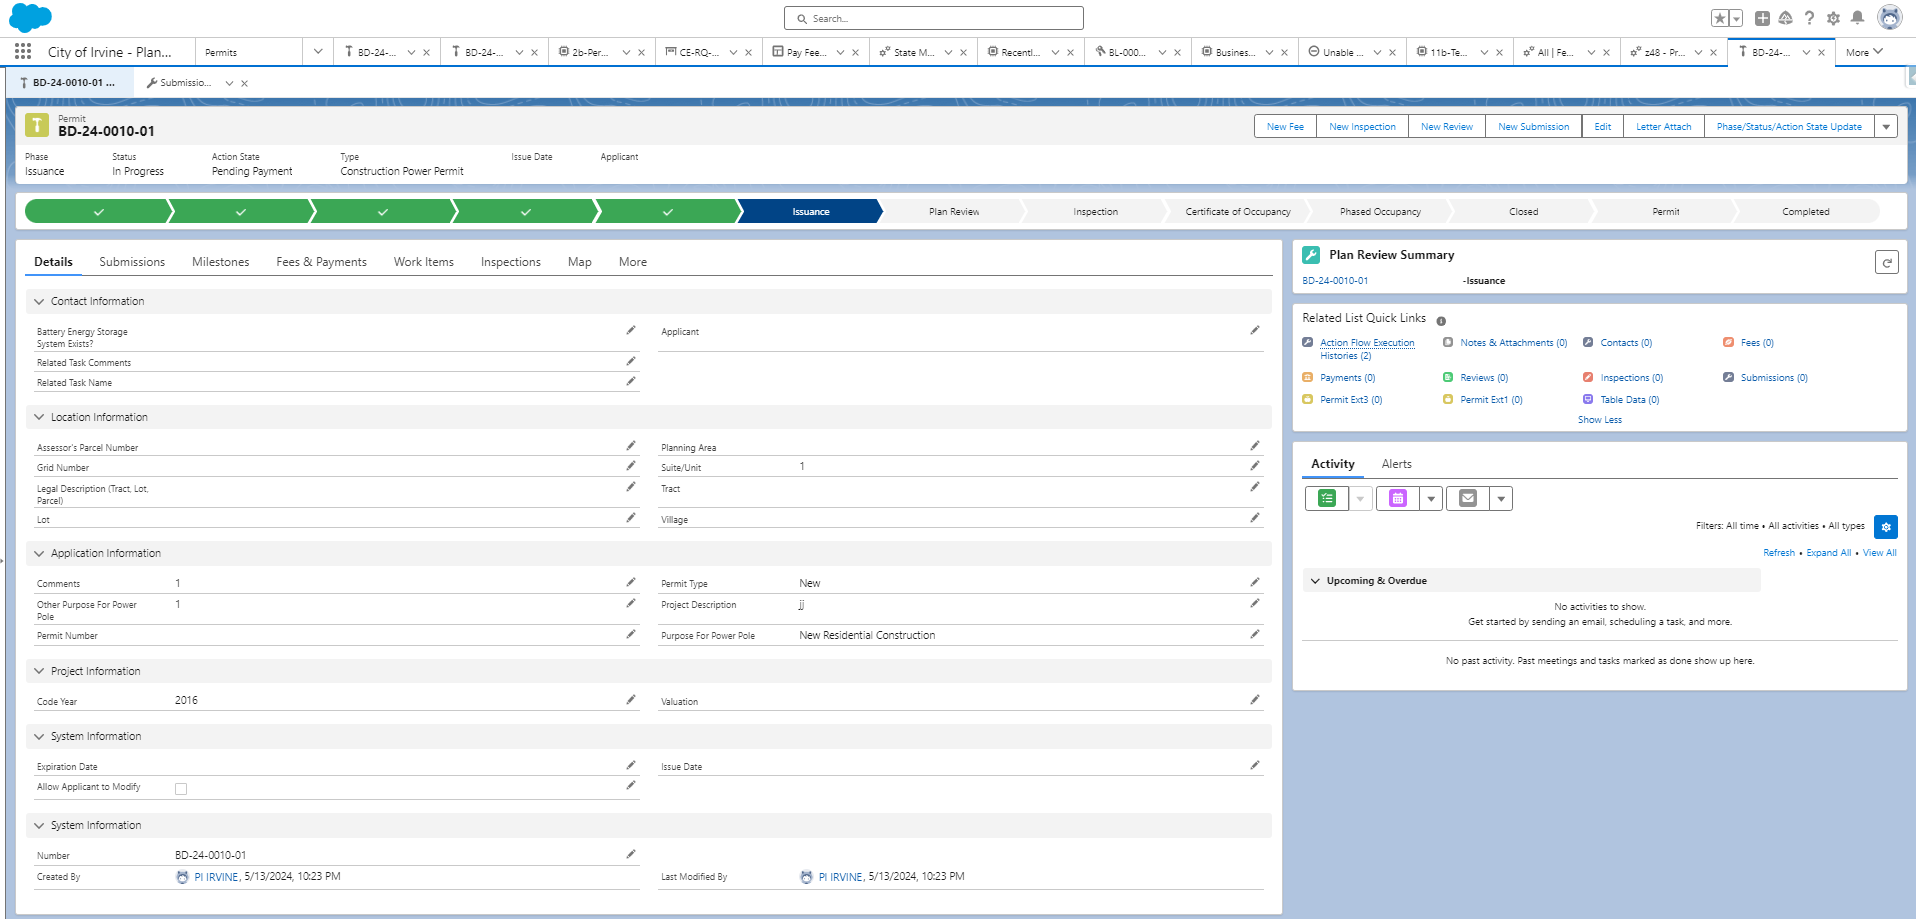 Search...
City of Irvine - Plan...
Permits
BD-24-...
BD-24-...
2b-Per...
CE-RQ-...
Pay Fee...
State M...
Recentl...
BL-000...
Busines...
Unable ...
11b-Te...
All | Fe...
z48 - Pr...
BD-24-...
More
BD-24-0010-01 ...
Submissio...
Permit
BD-24-0010-01
New Fee
New Inspection
New Review
New Submission
Edit
Letter Attach
Phase/Status/Action State Update
Phase
Status
Action State
Type
Issue Date
Applicant
Issuance
In Progress
Pending Payment
Construction Power Permit
Issuance
Plan Review
Inspection
Certificate of Occupancy
Phased Occupancy
Closed
Permit
Completed
Details
Submissions
Milestones
Fees & Payments
Work Items
Inspections
Map
More
Contact Information
Battery Energy Storage
System Exists?
Applicant
Related Task Comments
Related Task Name
Location Information
Assessor's Parcel Number
Planning Area
Grid Number
Suite/Unit
1
Legal Description (Tract, Lot,
Parcel)
Tract
Lot
Village
Application Information
Comments
1
Permit Type
New
Other Purpose For Power
Pole
1
Project Description
jj
Permit Number
Purpose For Power Pole
New Residential Construction
Project Information
Code Year
2016
Valuation
System Information
Expiration Date
Issue Date
Allow Applicant to Modify
System Information
Number
BD-24-0010-01
Created By
PI IRVINE, 5/13/2024, 10:23 PM
Last Modified By
PI IRVINE, 5/13/2024, 10:23 PM
Plan Review Summary
BD-24-0010-01
-Issuance
Related List Quick Links
Action Flow Execution
Histories (2)
Notes & Attachments (0)
Contacts (0)
Fees (0)
Payments (0)
Reviews (0)
Inspections (0)
Submissions (0)
Permit Ext3 (0)
Permit Ext1 (0)
Table Data (0)
Show Less
Activity
Alerts
Filters: All time • All activities • All types
Refresh • Expand All • View All
Upcoming & Overdue
No activities to show.
Get started by sending an email, scheduling a task, and more.
No past activity. Past meetings and tasks marked as done show up here.